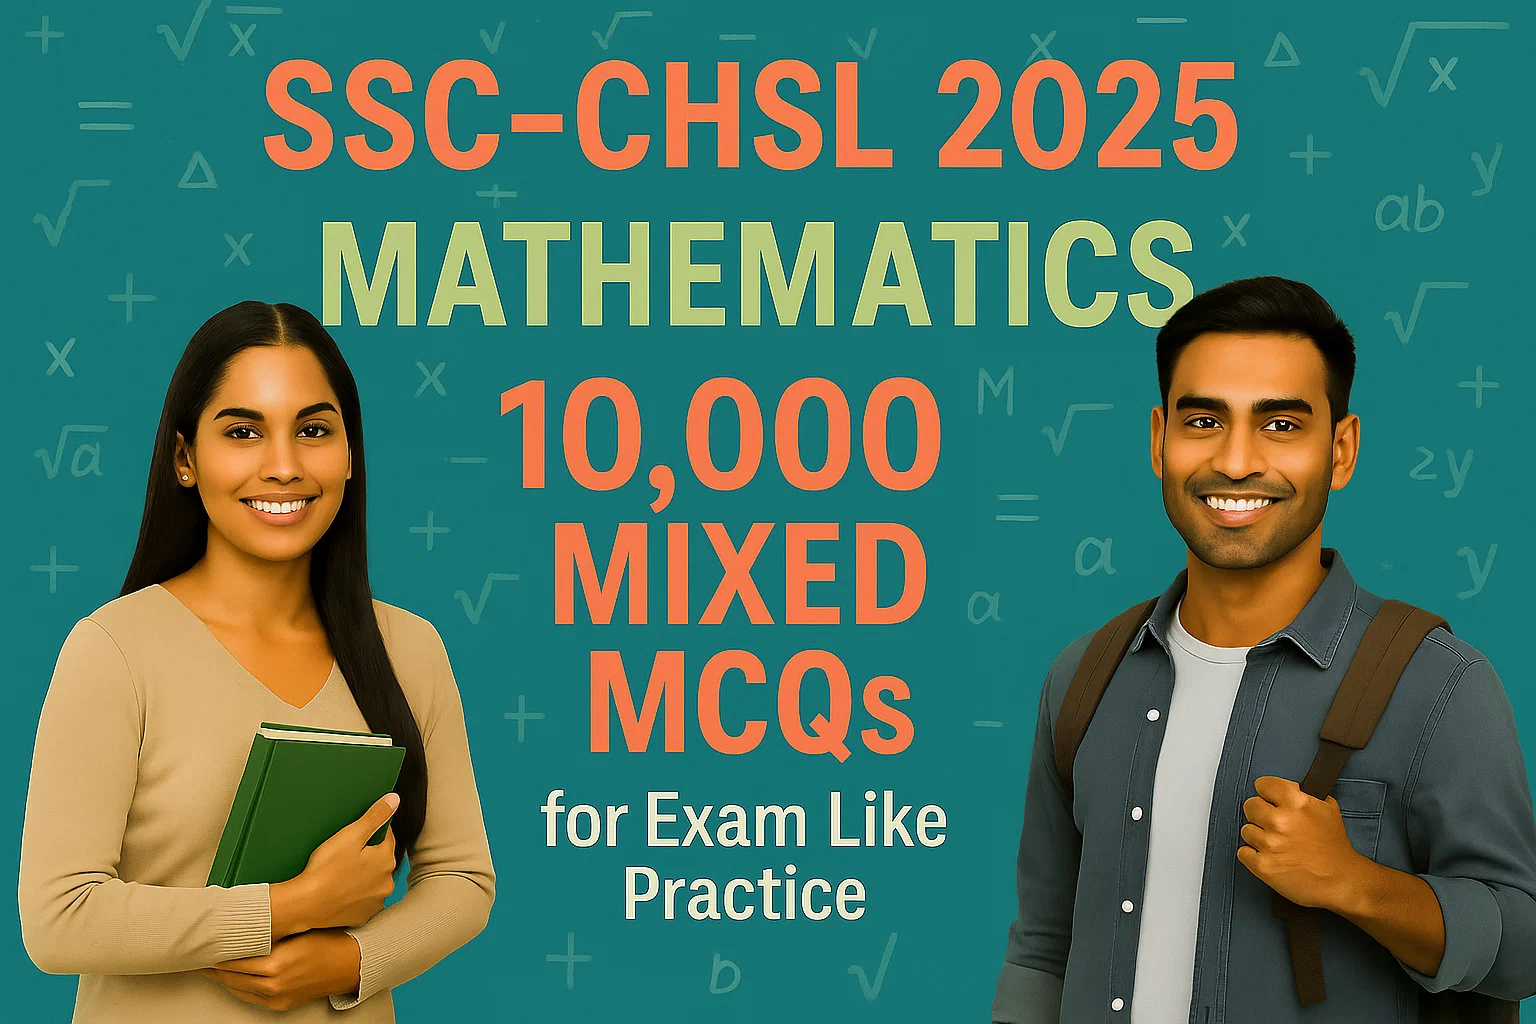 SSC-CHSL 2025
MATHEMATICS
10,000
MIXED
MCQs
for Exam Like
Practice